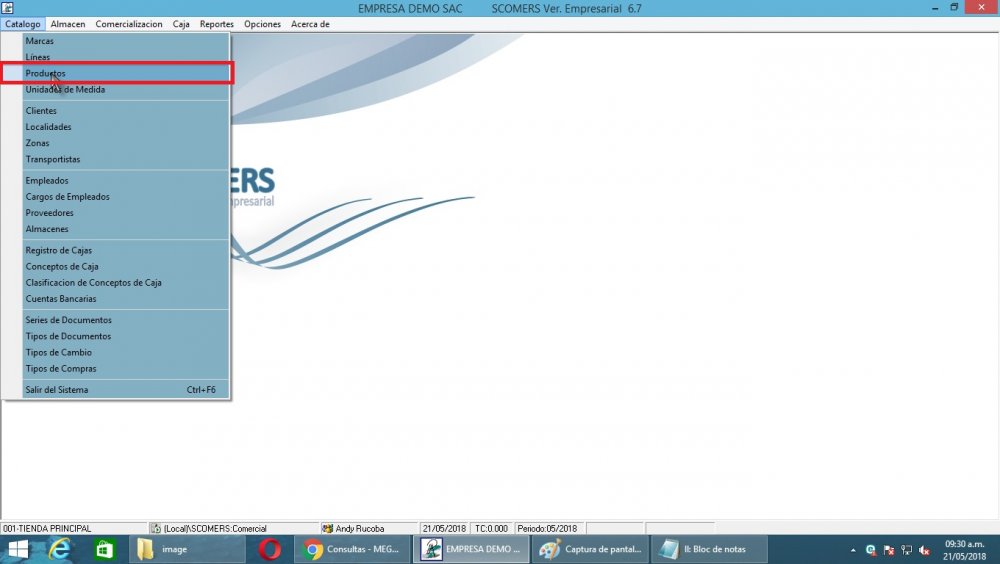 EMPRESA DEMO SAC SCOMERS Ver. Empresarial 6.7
Catalogo Almacen Comercializacion Caja Reportes Opciones Acerca de
Marcas
Líneas
Productos
Unidades de Medida
Clientes
Localidades
Zonas
Transportistas
ERS
presarial
Empleados
Cargos de Empleados
Proveedores
Almacenes
Registro de Cajas
Conceptos de Caja
Clasificacion de Conceptos de Caja
Cuentas Bancarias
Series de Documentos
Tipos de Documentos
Tipos de Cambio
Tipos de Compras
Salir del Sistema Ctrl+F6
001-TIENDA PRINCIPAL (Local)\SCOMERS:Comercial Andy Rucoba 21/05/2018 TC:0.000 Periodo:05/2018
image Consultas - MEG... EMPRESA DEMO ... Captura de pantal... II: Bloc de notas 09:30 a.m.
21/05/2018